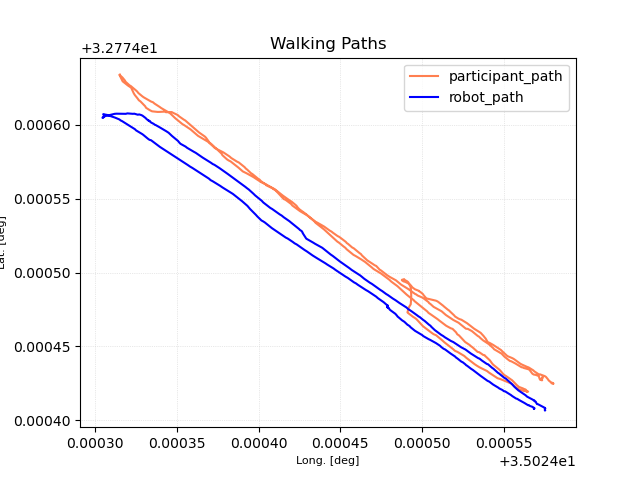 Walking Paths
+3.2774e1
participant_path
robot_path
0.00060
0.00055
0.00050
0.00045
0.00040
Lat. [deg]
0.00030 0.00035 0.00040 0.00045 0.00050 0.00055
Long. [deg]
+3.5024e1